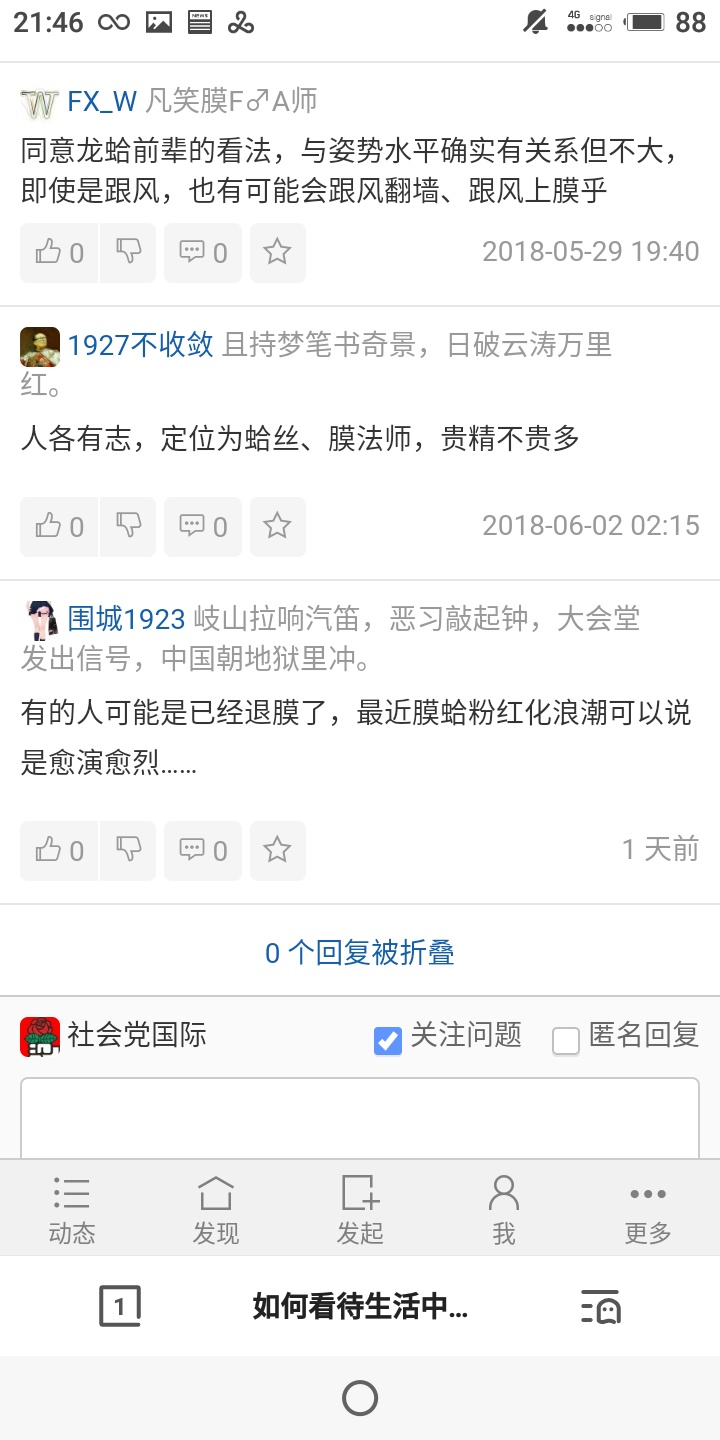 21:46
NEWS
4G signal
88
FX_W 凡笑膜F♂A师
同意龙蛤前辈的看法，与姿势水平确实有关系但不大，
即使是跟风，也有可能会跟风翻墙、跟风上膜乎
0
0
2018-05-29 19:40
1927不收敛 且持梦笔书奇景，日破云涛万里
红。
人各有志，定位为蛤丝、膜法师，贵精不贵多
0
0
2018-06-02 02:15
围城1923 岐山拉响汽笛，恶习敲起钟，大会堂
发出信号，中国朝地狱里冲。
有的人可能是已经退膜了，最近膜蛤粉红化浪潮可以说
是愈演愈烈……
0
0
1 天前
0 个回复被折叠
社会党国际
关注问题
匿名回复
动态
发现
发起
我
更多
1
如何看待生活中…